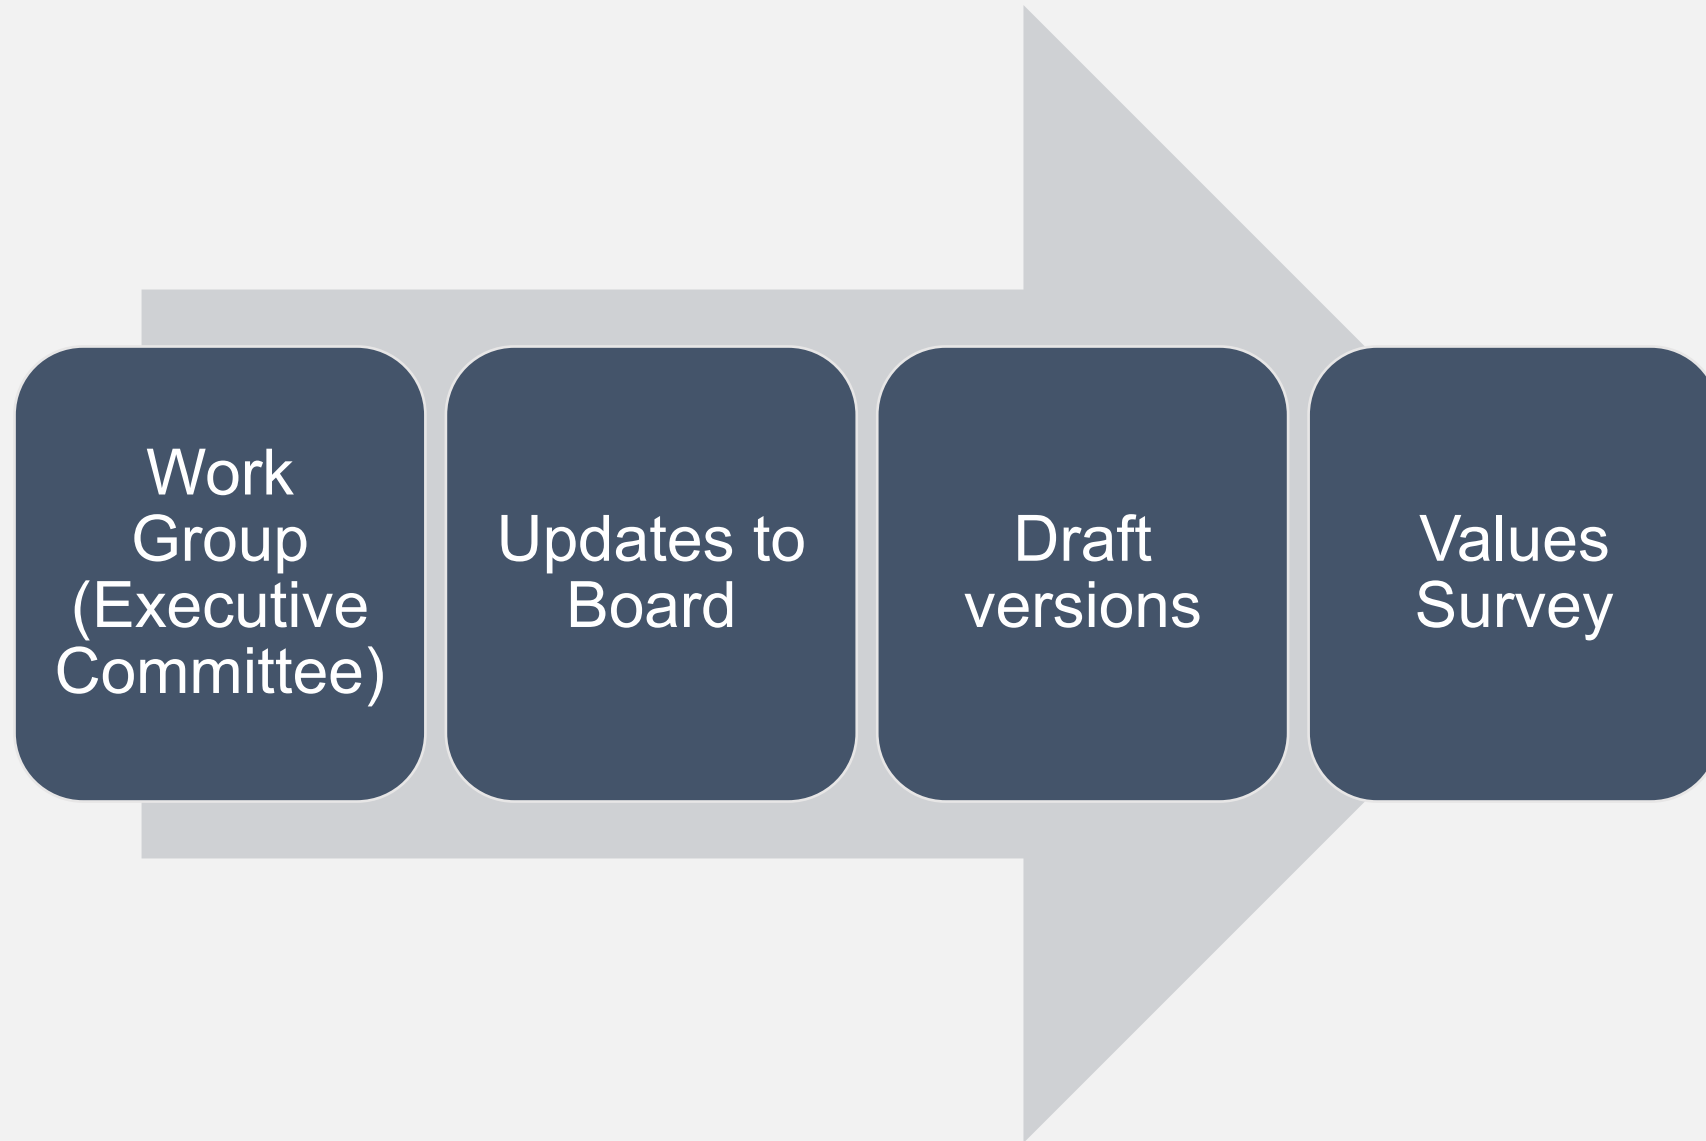 Work
Group
(Executive
Committee)
Updates to
Board
Draft
versions
Values
Survey